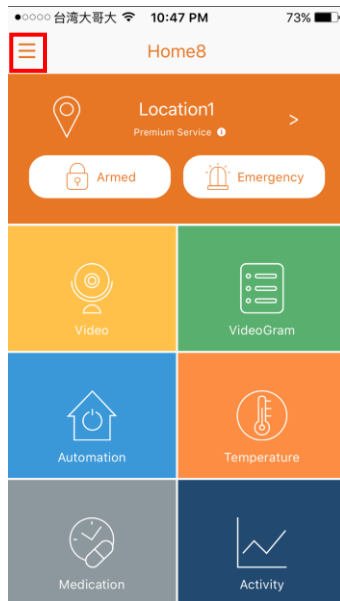 台湾大哥大 10:47 PM 73%
Home8
Location1
Premium Service
Armed Emergency
Video VideoGram
Automation Temperature
Medication Activity